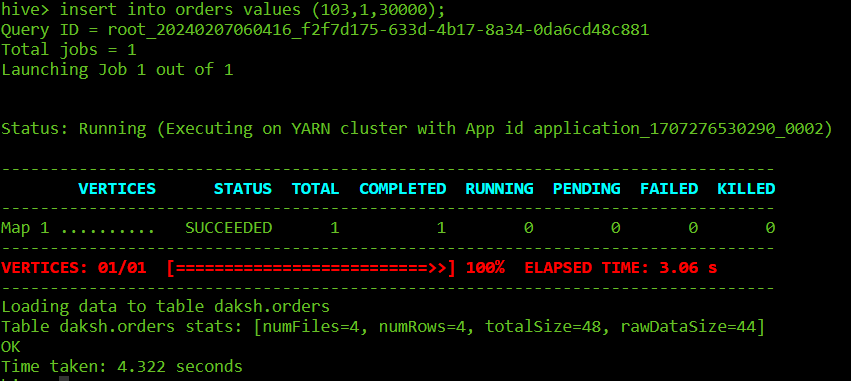 hive> insert into orders values (103,1,30000);
Query ID = root_20240207060416_f2f7d175-633d-4b17-8a34-0da6cd48c881
Total jobs = 1
Launching Job 1 out of 1
Status: Running (Executing on YARN cluster with App id application_1707276530290_0002)
--------------------------------------------------------------------------------
VERTICES STATUS TOTAL COMPLETED RUNNING PENDING FAILED KILLED
--------------------------------------------------------------------------------
Map 1 .......... SUCCEEDED 1 1 0 0 0 0
--------------------------------------------------------------------------------
VERTICES: 01/01 [==========================>>] 100% ELAPSED TIME: 3.06 s
--------------------------------------------------------------------------------
Loading data to table daksh.orders
Table daksh.orders stats: [numFiles=4, numRows=4, totalSize=48, rawDataSize=44]
OK
Time taken: 4.322 seconds